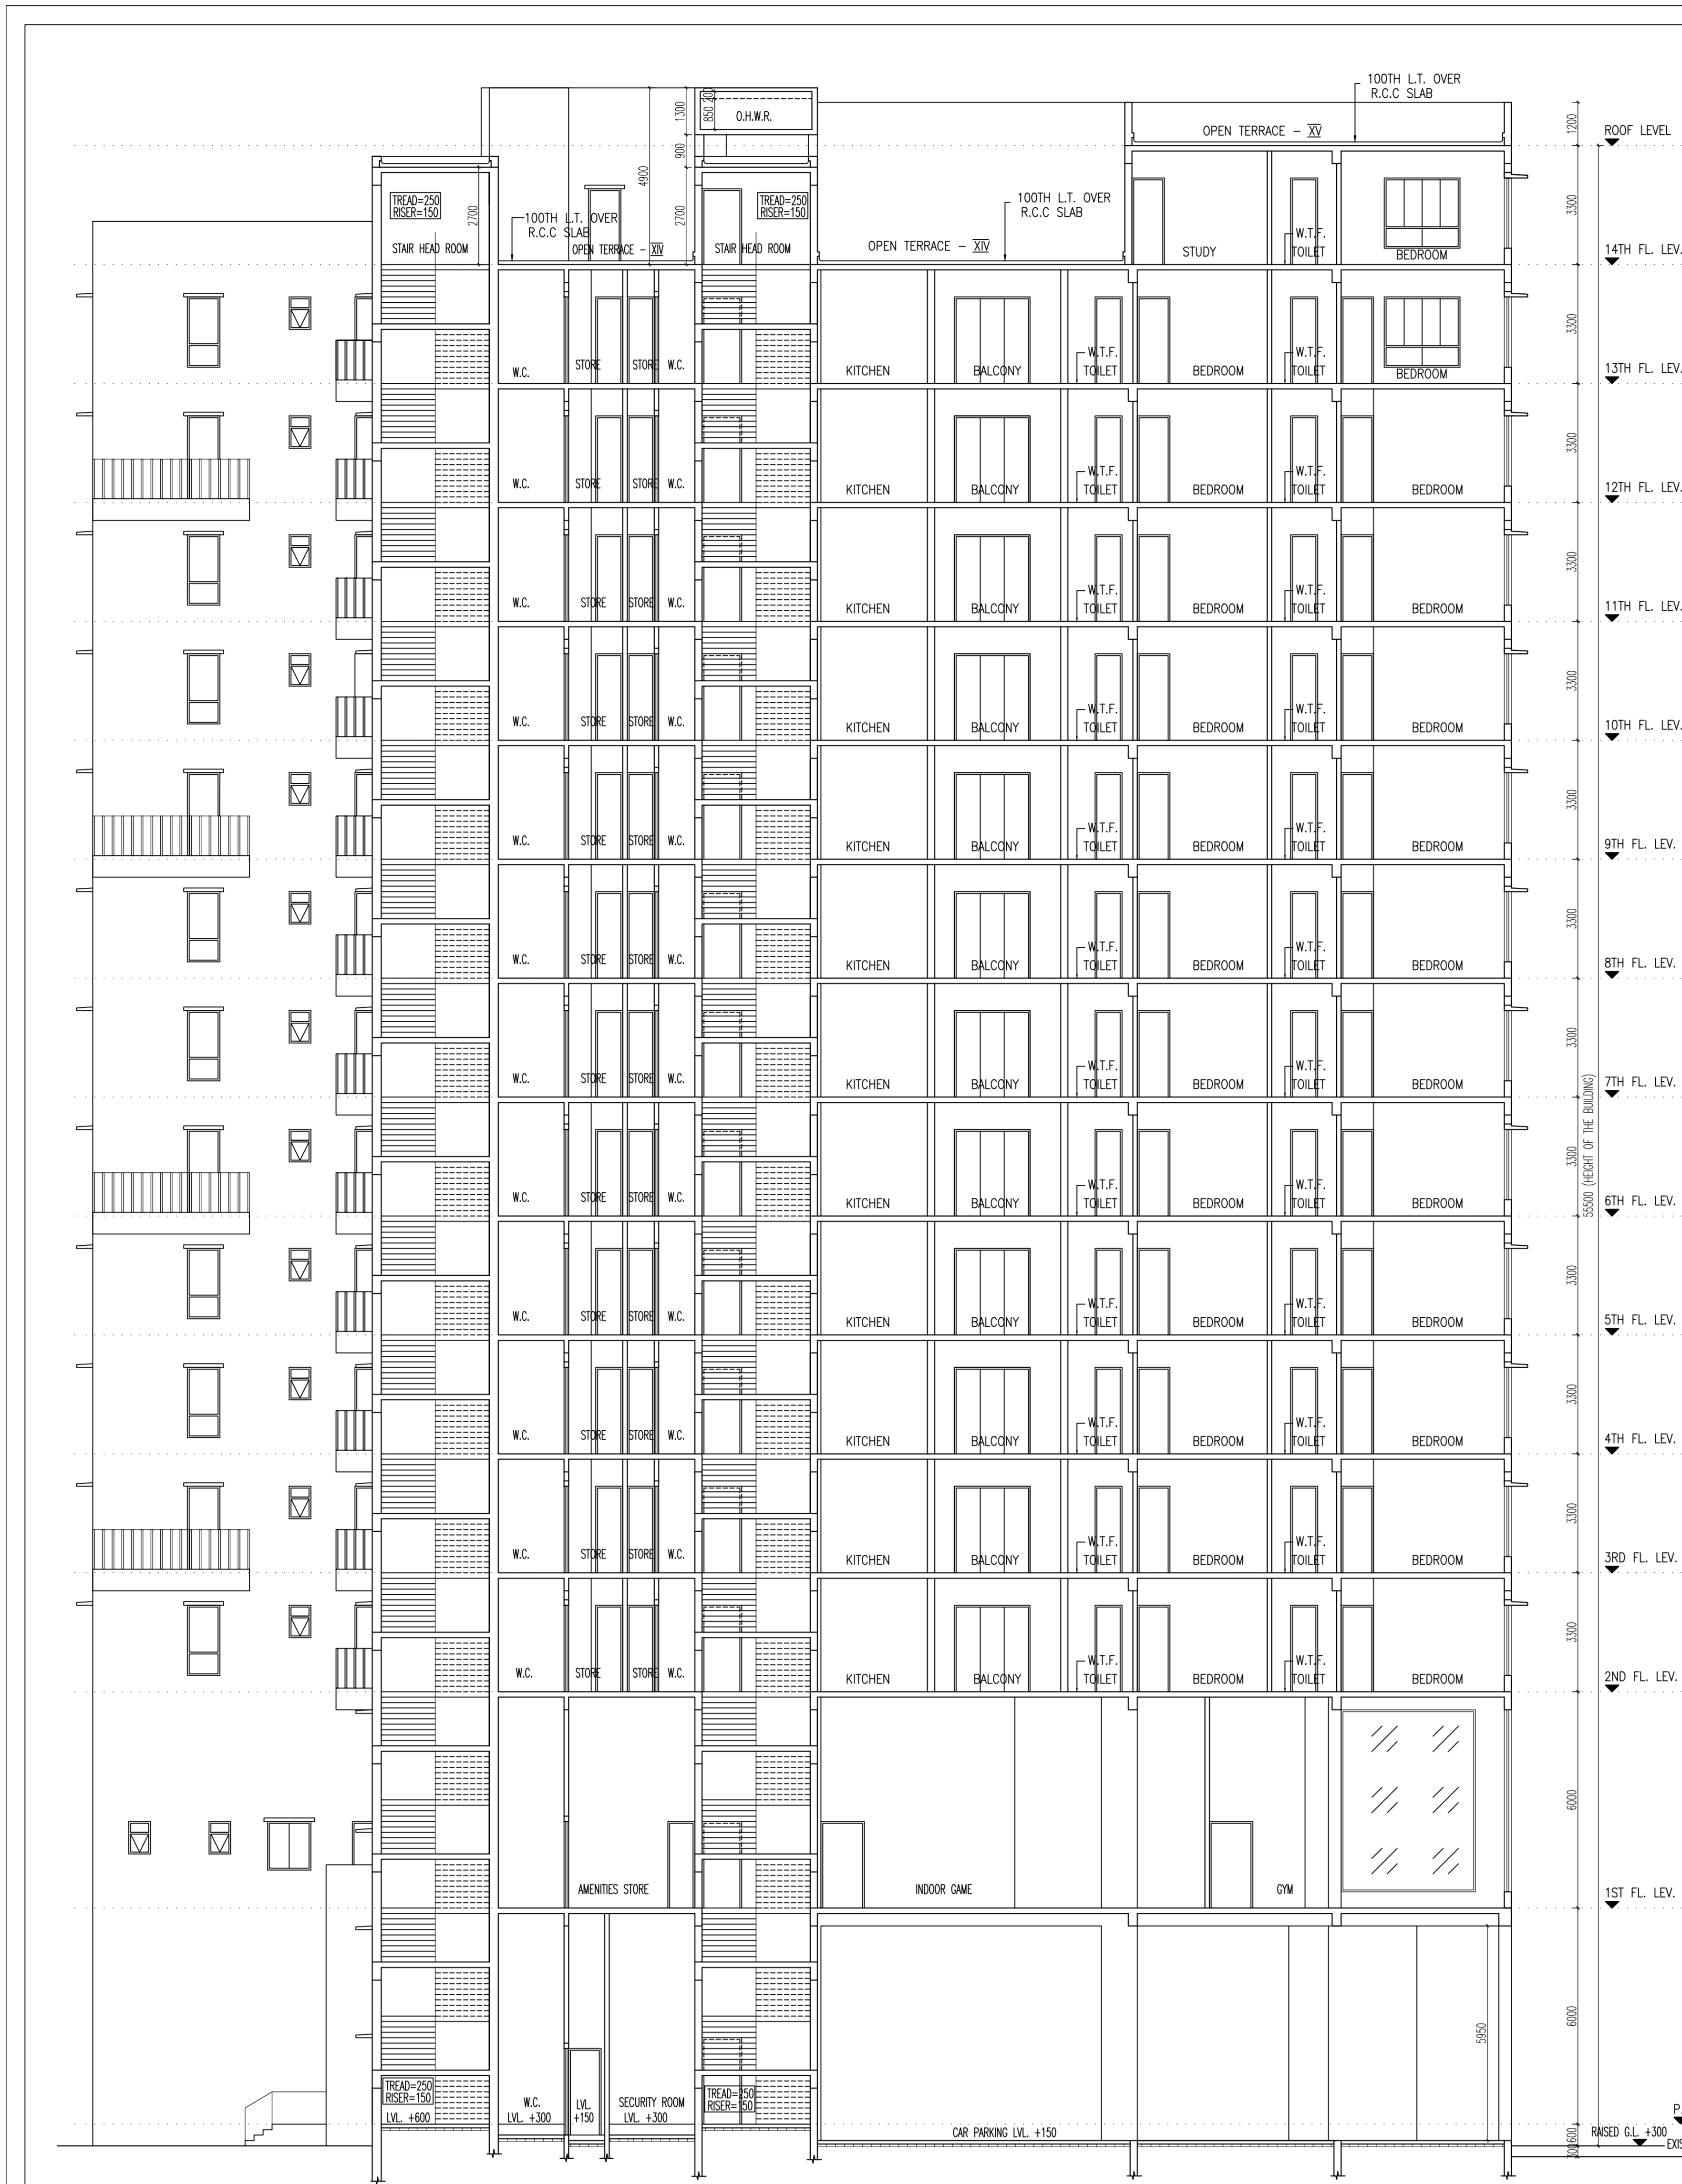 100TH L.T. OVER
R.C.C SLAB
1300
850 200
O.H.W.R.
OPEN TERRACE - XV
1200
ROOF LEVEL
900
4900
TREAD=250
RISER=150
2700
100TH L.T. OVER
R.C.C SLAB
2700
TREAD=250
RISER=150
100TH L.T. OVER
R.C.C SLAB
3300
STAIR HEAD ROOM
OPEN TERRACE - XIV
STAIR HEAD ROOM
OPEN TERRACE - XIV
STUDY
W.T.F.
TOILET
BEDROOM
14TH FL. LEV.
3300
W.C. STORE STORE W.C. KITCHEN BALCONY
W.T.F.
TOILET
BEDROOM
W.T.F.
TOILET
BEDROOM
13TH FL. LEV.
3300
W.C. STORE STORE W.C. KITCHEN BALCONY
W.T.F.
TOILET
BEDROOM
W.T.F.
TOILET
BEDROOM
12TH FL. LEV.
3300
W.C. STORE STORE W.C. KITCHEN BALCONY
W.T.F.
TOILET
BEDROOM
W.T.F.
TOILET
BEDROOM
11TH FL. LEV.
3300
W.C. STORE STORE W.C. KITCHEN BALCONY
W.T.F.
TOILET
BEDROOM
W.T.F.
TOILET
BEDROOM
10TH FL. LEV.
3300
W.C. STORE STORE W.C. KITCHEN BALCONY
W.T.F.
TOILET
BEDROOM
W.T.F.
TOILET
BEDROOM
9TH FL. LEV.
3300
W.C. STORE STORE W.C. KITCHEN BALCONY
W.T.F.
TOILET
BEDROOM
W.T.F.
TOILET
BEDROOM
8TH FL. LEV.
3300
W.C. STORE STORE W.C. KITCHEN BALCONY
W.T.F.
TOILET
BEDROOM
W.T.F.
TOILET
BEDROOM
7TH FL. LEV.
55500 (HEIGHT OF THE BUILDING)
3300
W.C. STORE STORE W.C. KITCHEN BALCONY
W.T.F.
TOILET
BEDROOM
W.T.F.
TOILET
BEDROOM
6TH FL. LEV.
3300
W.C. STORE STORE W.C. KITCHEN BALCONY
W.T.F.
TOILET
BEDROOM
W.T.F.
TOILET
BEDROOM
5TH FL. LEV.
3300
W.C. STORE STORE W.C. KITCHEN BALCONY
W.T.F.
TOILET
BEDROOM
W.T.F.
TOILET
BEDROOM
4TH FL. LEV.
3300
W.C. STORE STORE W.C. KITCHEN BALCONY
W.T.F.
TOILET
BEDROOM
W.T.F.
TOILET
BEDROOM
3RD FL. LEV.
3300
W.C. STORE STORE W.C. KITCHEN BALCONY
W.T.F.
TOILET
BEDROOM
W.T.F.
TOILET
BEDROOM
2ND FL. LEV.
6000
AMENITIES STORE
INDOOR GAME
GYM
1ST FL. LEV.
6000
5950
TREAD=250
RISER=150
LVL. +600
W.C.
LVL. +300
LVL.
+150
SECURITY ROOM
LVL. +300
TREAD=250
RISER=150
CAR PARKING LVL. +150
600
300
RAISED G.L. +300